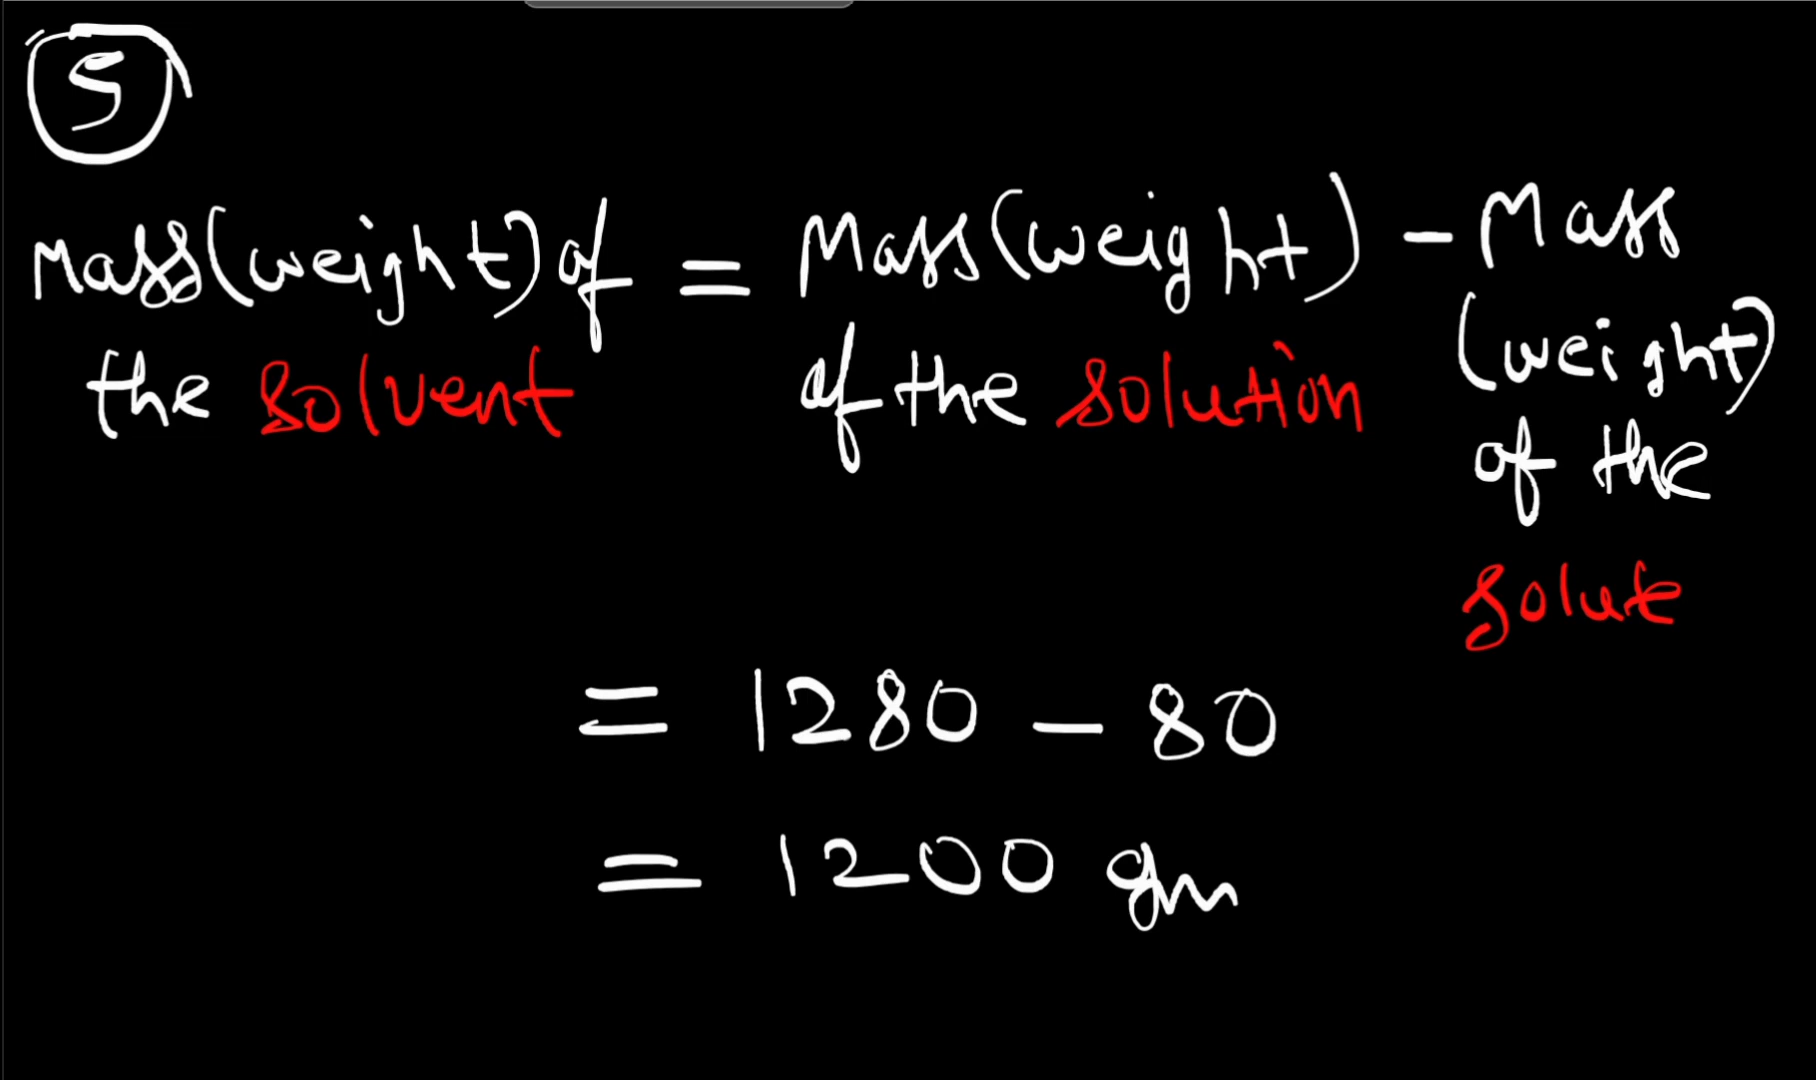 5
Mass(weight) of = Mass(weight) - Mass
the solvent of the solution (weight)
of the
solute
= 1280 - 80
= 1200 gm